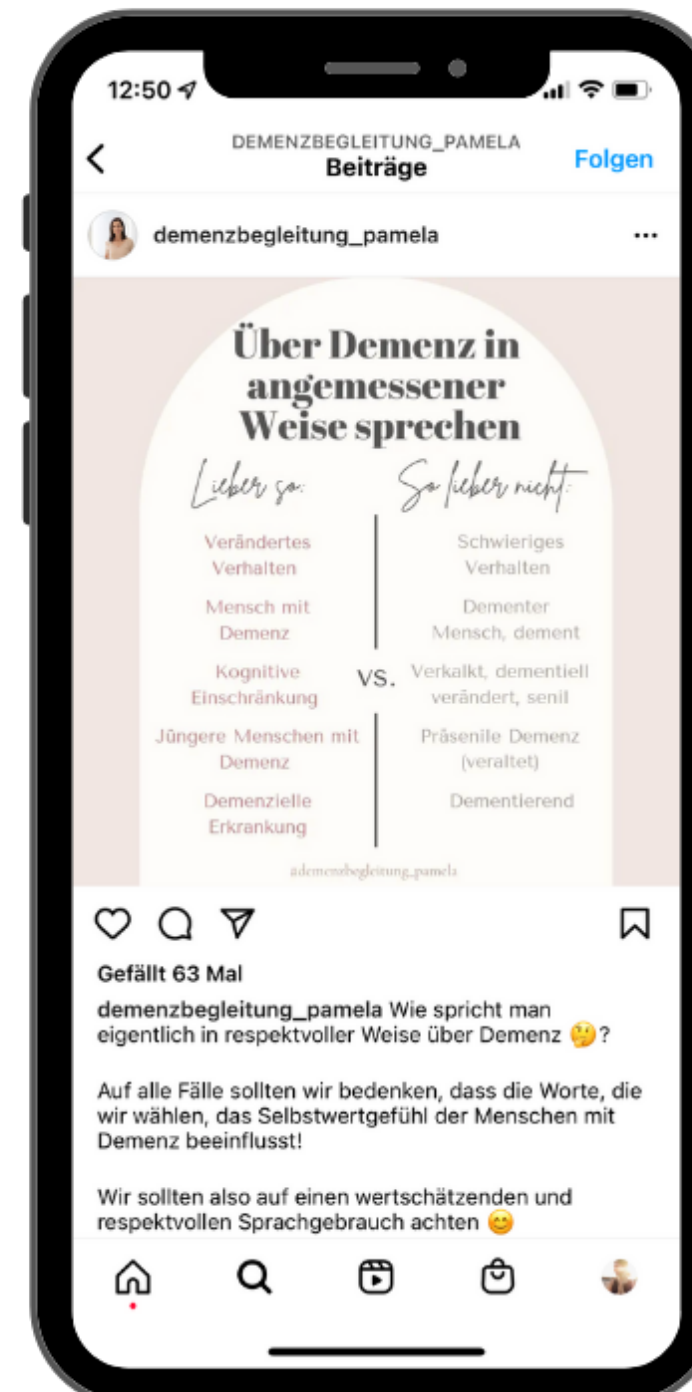 12:50
DEMENZBEGLEITUNG_PAMELA
Beiträge
Folgen
demenzbegleitung_pamela
Über Demenz in
angemessener
Weise sprechen
Lieber so:
Verändertes
Verhalten
Mensch mit
Demenz
Kognitive
Einschränkung
Jüngere Menschen mit
Demenz
Demenzielle
Erkrankung
vs.
So lieber nicht:
Schwieriges
Verhalten
Dementer
Mensch, dement
Verkalkt, dementiell
verändert, senil
Präsenile Demenz
(veraltet)
Dementierend
@demenzbegleitung_pamela
Gefällt 63 Mal
demenzbegleitung_pamela Wie spricht man
eigentlich in respektvoller Weise über Demenz 🤔?
Auf alle Fälle sollten wir bedenken, dass die Worte, die
wir wählen, das Selbstwertgefühl der Menschen mit
Demenz beeinflusst!
Wir sollten also auf einen wertschätzenden und
respektvollen Sprachgebrauch achten 😊